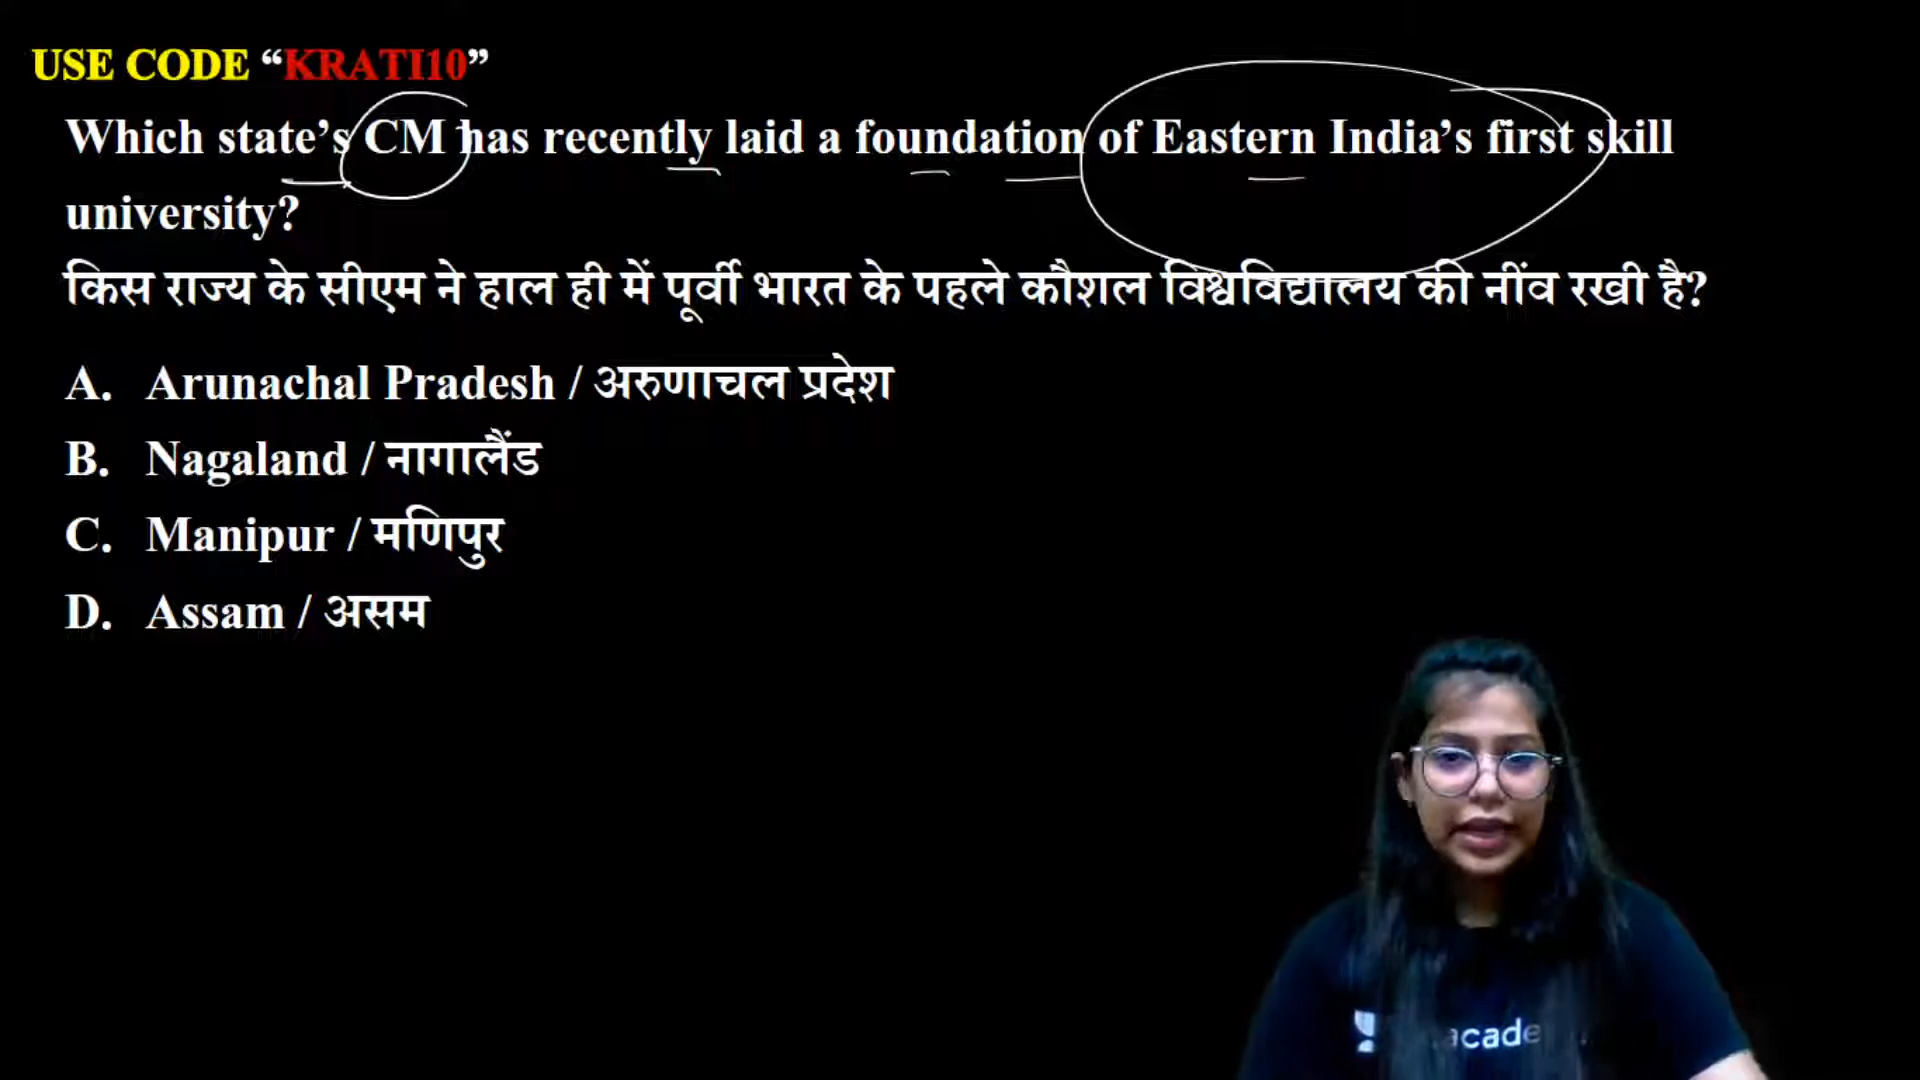 USE CODE “KRATI10”
Which state’s CM has recently laid a foundation of Eastern India’s first skill
university?
किस राज्य के सीएम ने हाल ही में पूर्वी भारत के पहले कौशल विश्वविद्यालय की नींव रखी है?
A. Arunachal Pradesh / अरुणाचल प्रदेश
B. Nagaland / नागालैंड
C. Manipur / मणिपुर
D. Assam / असम